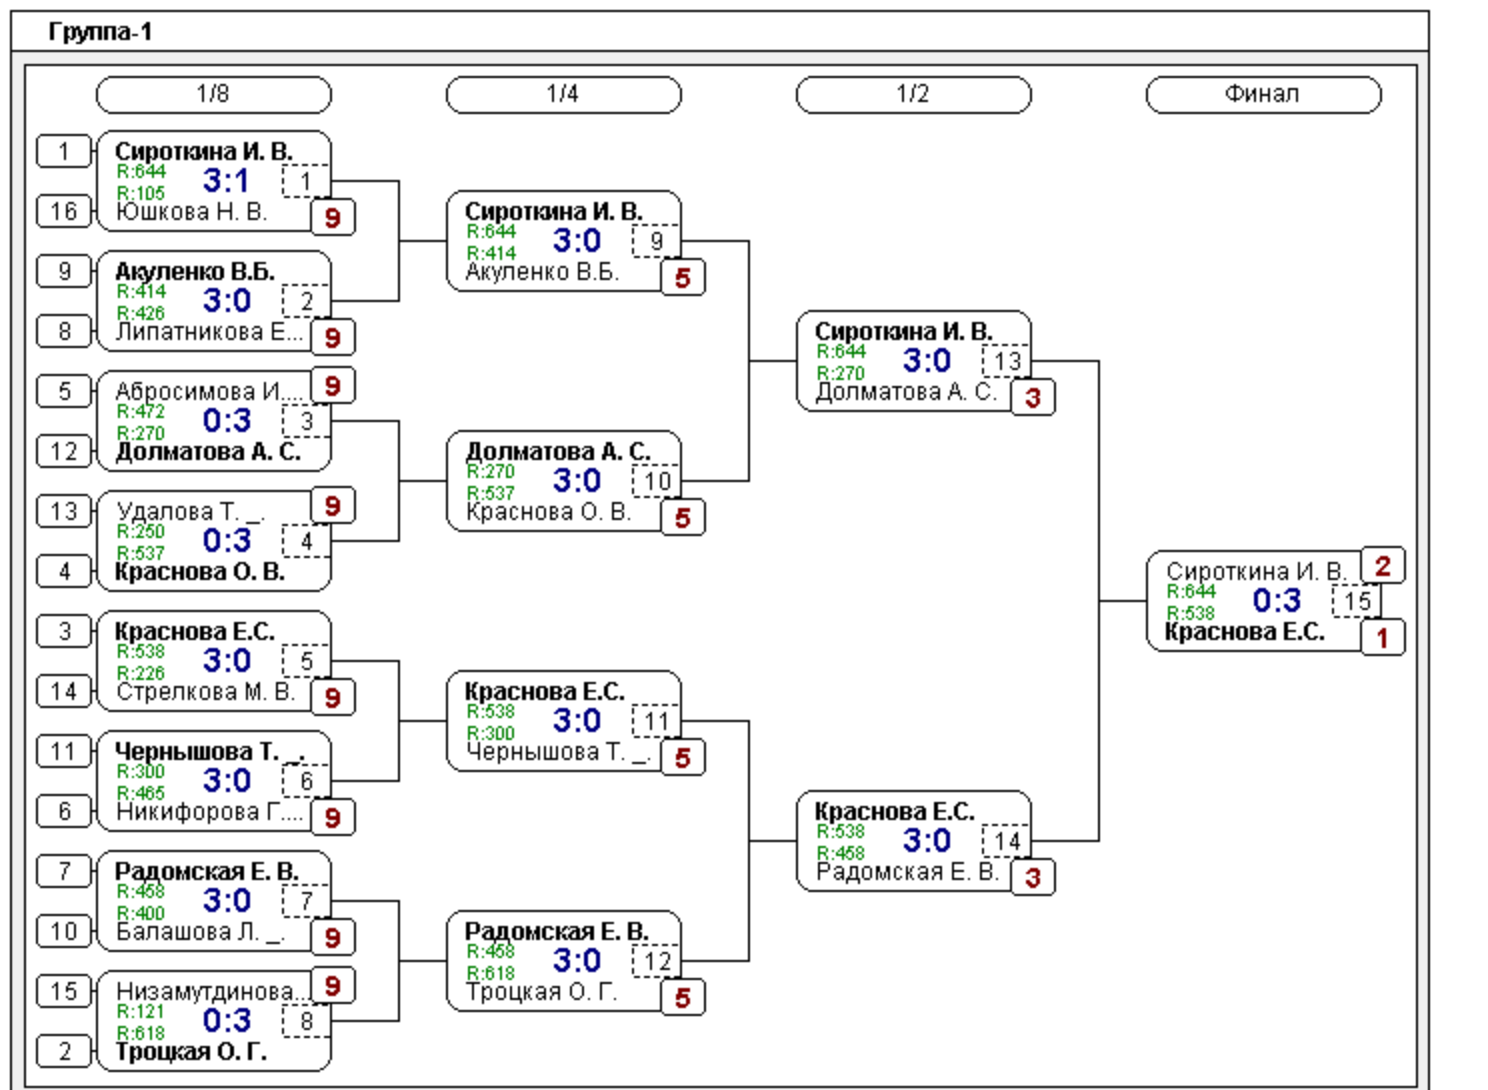 Группа-1
1/8
1/4
1/2
Финал
1
Сироткина И. В.
R:644
3:1
1
R:105
16
Юшкова Н. В.
9
9
Акуленко В.Б.
R:414
3:0
2
R:426
8
Липатникова Е...
9
5
Абросимова И....
9
R:472
0:3
3
R:270
12
Долматова А. С.
13
Удалова Т. _.
9
R:250
0:3
4
R:537
4
Краснова О. В.
3
Краснова Е.С.
R:538
3:0
5
R:226
14
Стрелкова М. В.
9
11
Чернышова Т. _.
R:300
3:0
6
R:465
6
Никифорова Г....
9
7
Радомская Е. В.
R:458
3:0
7
R:400
10
Балашова Л. _.
9
15
Низамутдинова...
9
R:121
0:3
8
R:618
2
Троцкая О. Г.
Сироткина И. В.
R:644
3:0
9
R:414
Акуленко В.Б.
5
Долматова А. С.
R:270
3:0
10
R:537
Краснова О. В.
5
Краснова Е.С.
R:538
3:0
11
R:300
Чернышова Т. _.
5
Радомская Е. В.
R:458
3:0
12
R:618
Троцкая О. Г.
5
Сироткина И. В.
R:644
3:0
13
R:270
Долматова А. С.
3
Краснова Е.С.
R:538
3:0
14
R:458
Радомская Е. В.
3
Сироткина И. В.
2
R:644
0:3
15
R:538
Краснова Е.С.
1